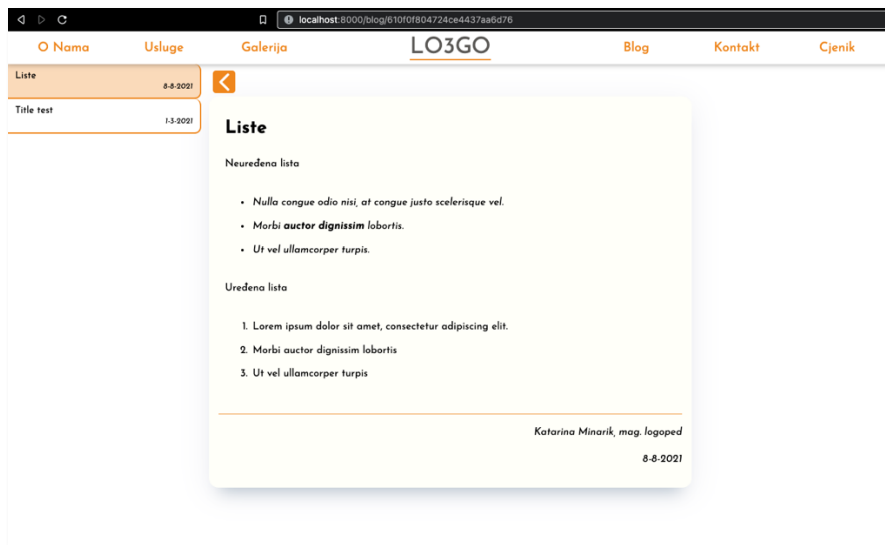 localhost:8000/blog/610f0f804724ce4437aa6d76
O Nama Usluge Galerija LO3GO Blog Kontakt Cjenik
Liste
8-8-2021
Title test
1-3-2021
Liste
Neuređena lista
• Nulla congue odio nisi, at congue justo scelerisque vel.
• Morbi auctor dignissim lobortis.
• Ut vel ullamcorper turpis.
Uređena lista
1. Lorem ipsum dolor sit amet, consectetur adipiscing elit.
2. Morbi auctor dignissim lobortis
3. Ut vel ullamcorper turpis
Katarina Minarik, mag. logoped
8-8-2021